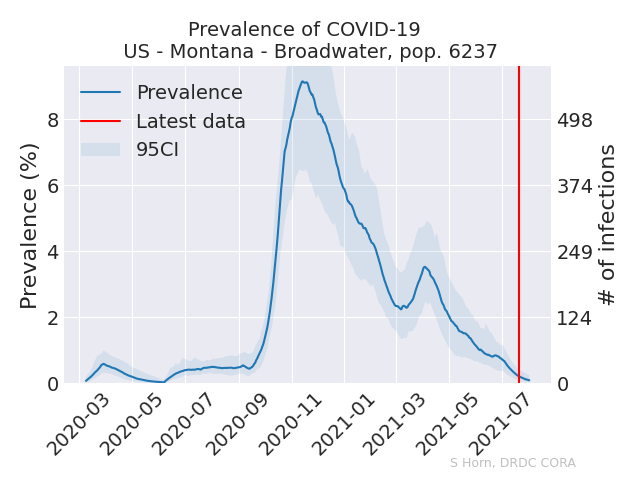 Prevalence of COVID-19
US - Montana - Broadwater, pop. 6237
Prevalence
Latest data
95CI
Prevalence (%)
8
6
4
2
0
# of infections
498
374
249
124
0
2020-03
2020-05
2020-07
2020-09
2020-11
2021-01
2021-03
2021-05
2021-07
S Horn, DRDC CORA